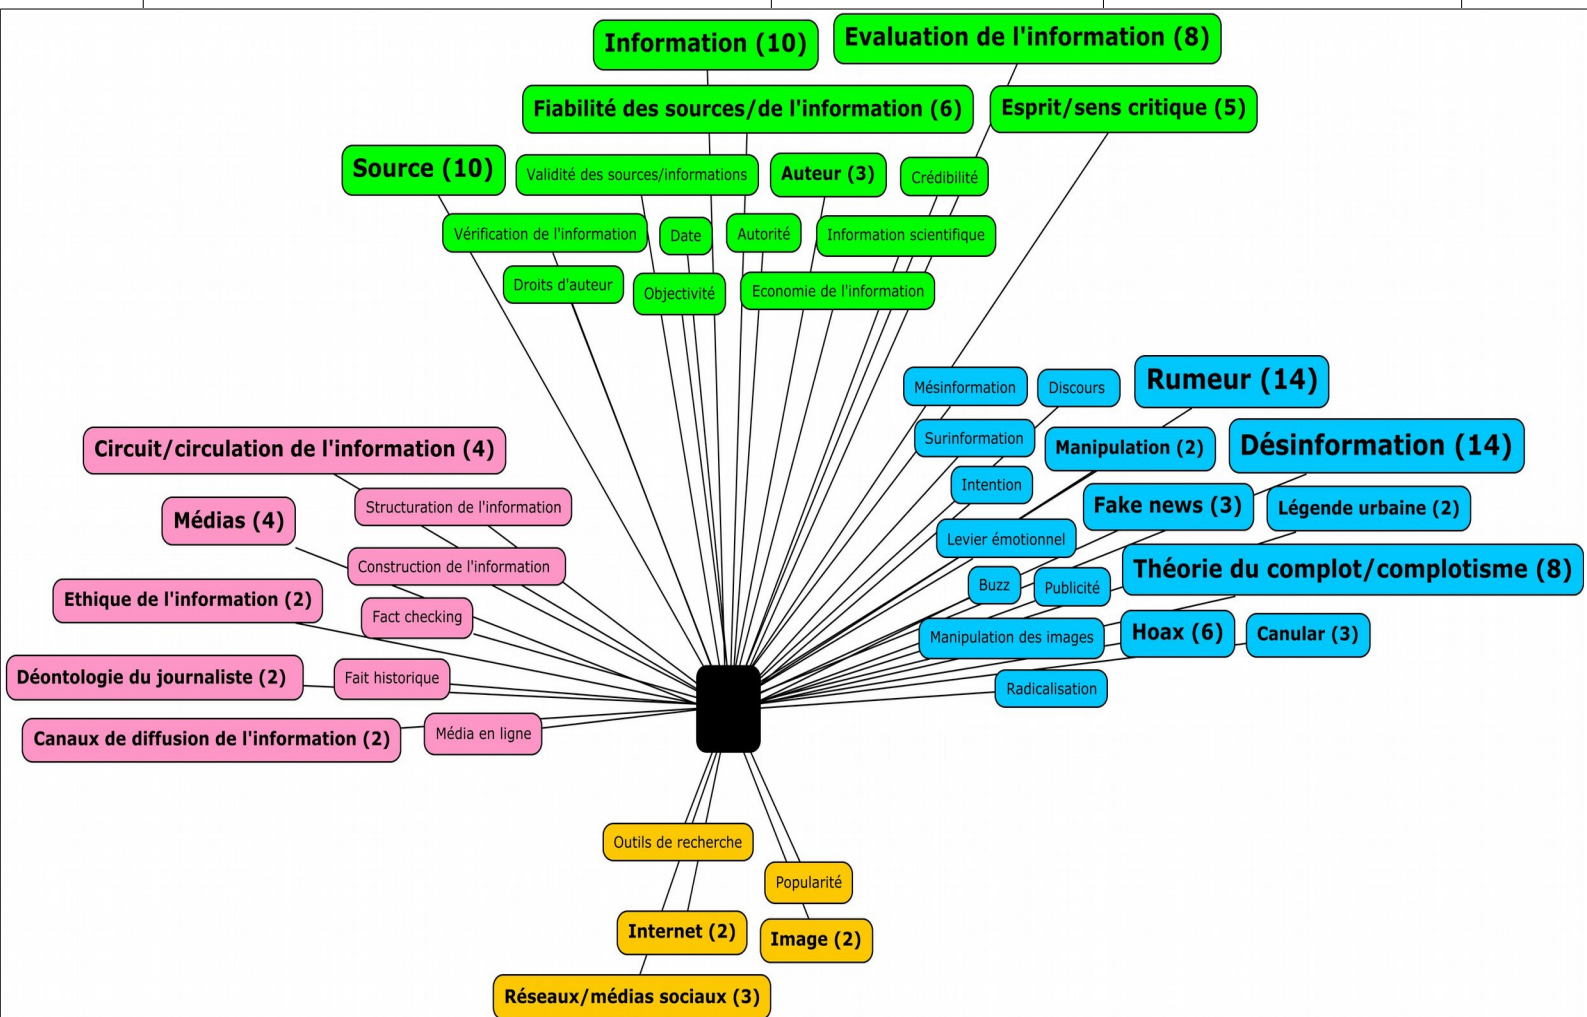 Information (10)
Evaluation de l'information (8)
Fiabilité des sources/de l'information (6)
Esprit/sens critique (5)
Source (10)
Validité des sources/informations
Auteur (3)
Crédibilité
Vérification de l'information
Date
Autorité
Information scientifique
Droits d'auteur
Objectivité
Economie de l'information
Mésinformation
Discours
Rumeur (14)
Surinformation
Manipulation (2)
Désinformation (14)
Intention
Fake news (3)
Légende urbaine (2)
Levier émotionnel
Buzz
Publicité
Théorie du complot/complotisme (8)
Manipulation des images
Hoax (6)
Canular (3)
Radicalisation
Circuit/circulation de l'information (4)
Structuration de l'information
Médias (4)
Construction de l'information
Ethique de l'information (2)
Fact checking
Déontologie du journaliste (2)
Fait historique
Canaux de diffusion de l'information (2)
Média en ligne
Outils de recherche
Popularité
Internet (2)
Image (2)
Réseaux/médias sociaux (3)